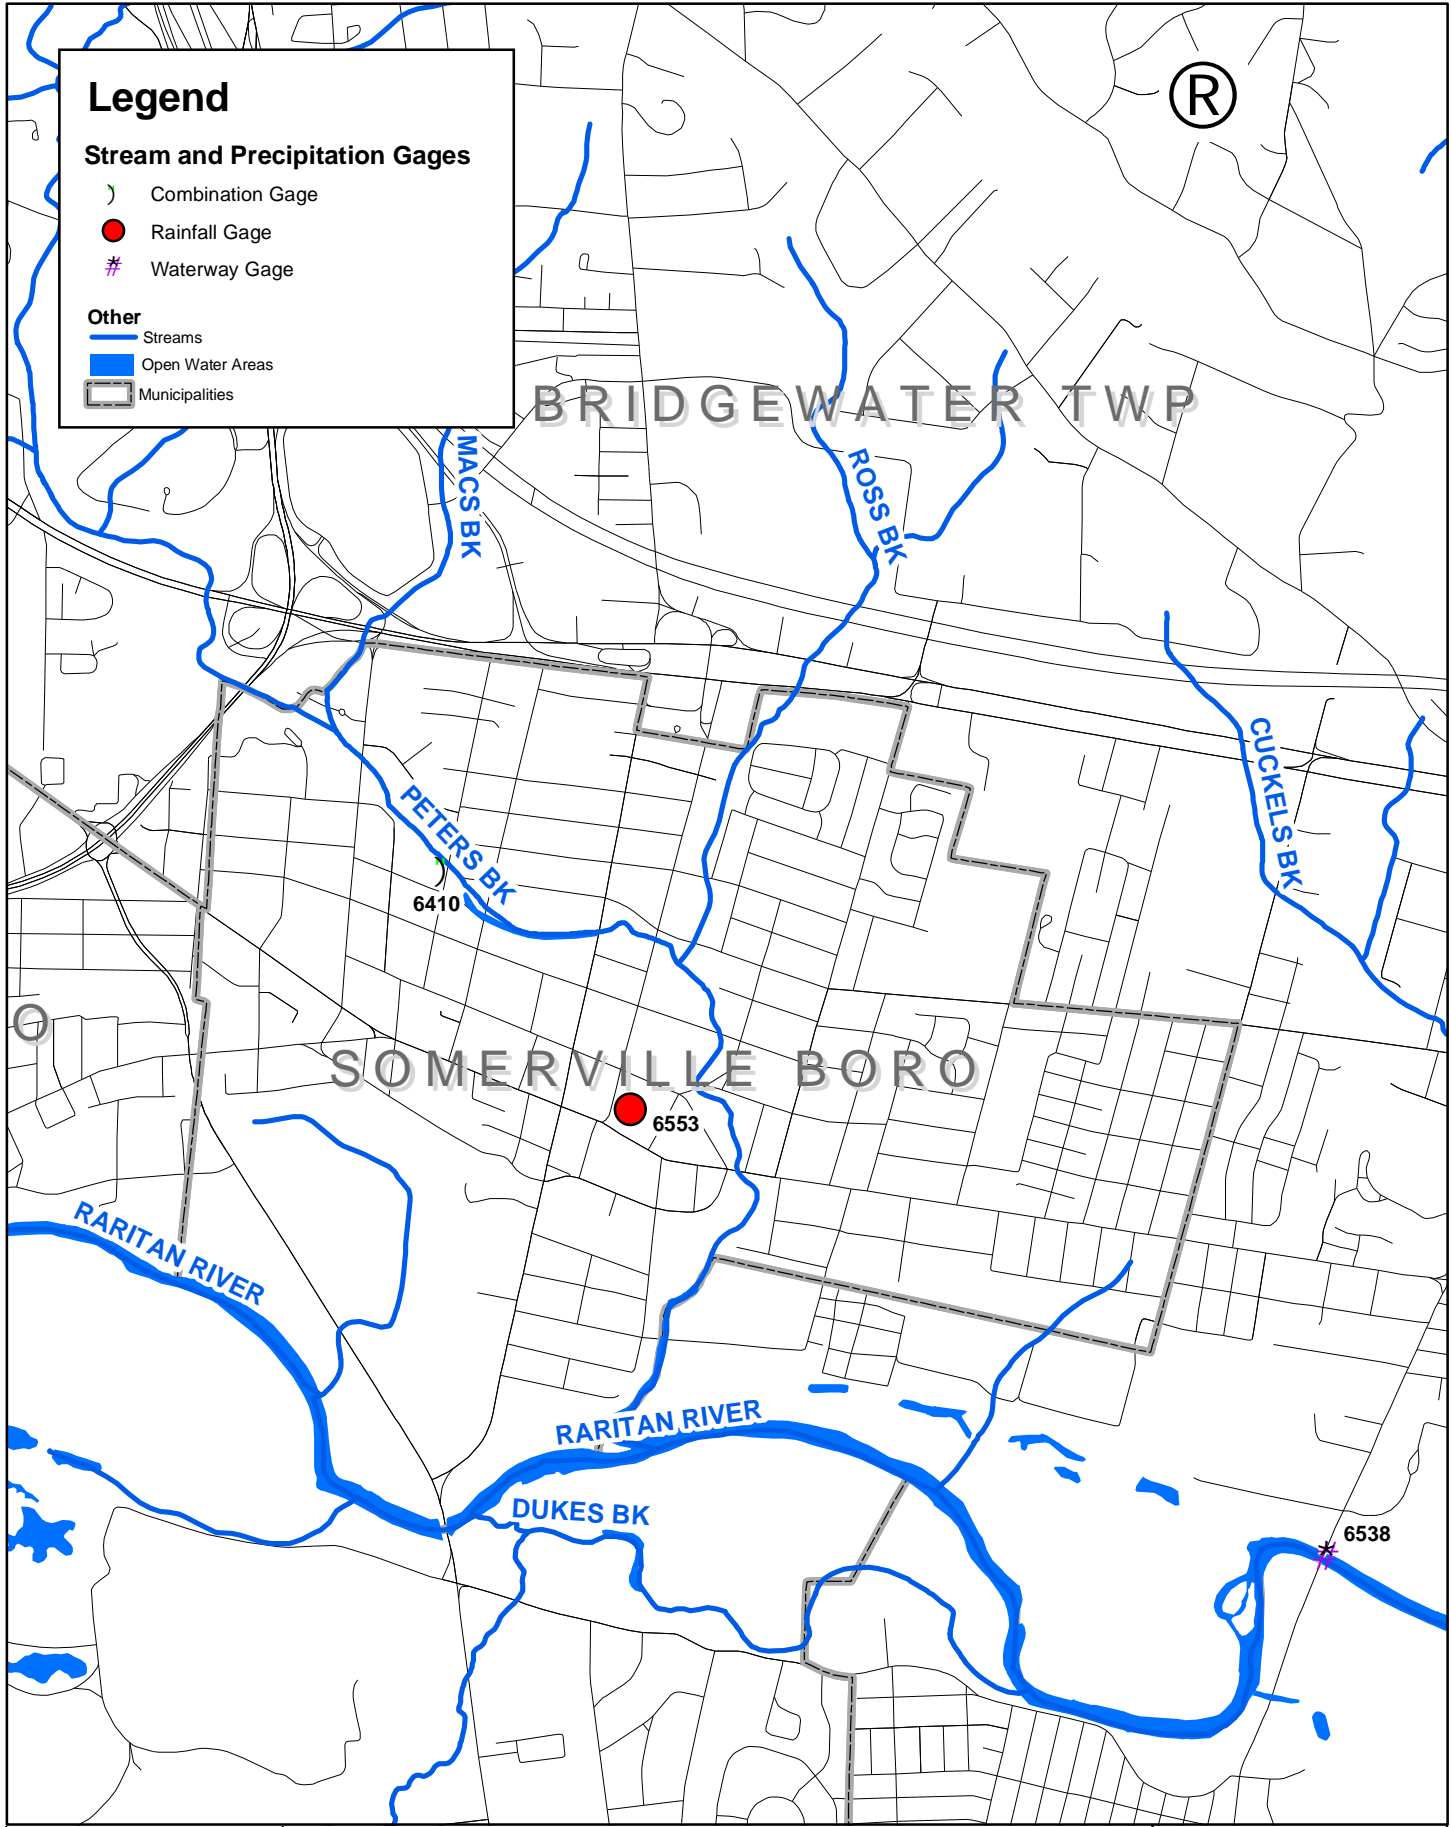 Legend
Stream and Precipitation Gages
Combination Gage
Rainfall Gage
# Waterway Gage
Other
Streams
Open Water Areas
Municipalities
®
BRIDGEWATER TWP
MACS BK
ROSS BK
CUCKELS BK
PETERS BK
6410
O
SOMERVILLE BORO
6553
RARITAN RIVER
RARITAN RIVER
DUKES BK
6538
#